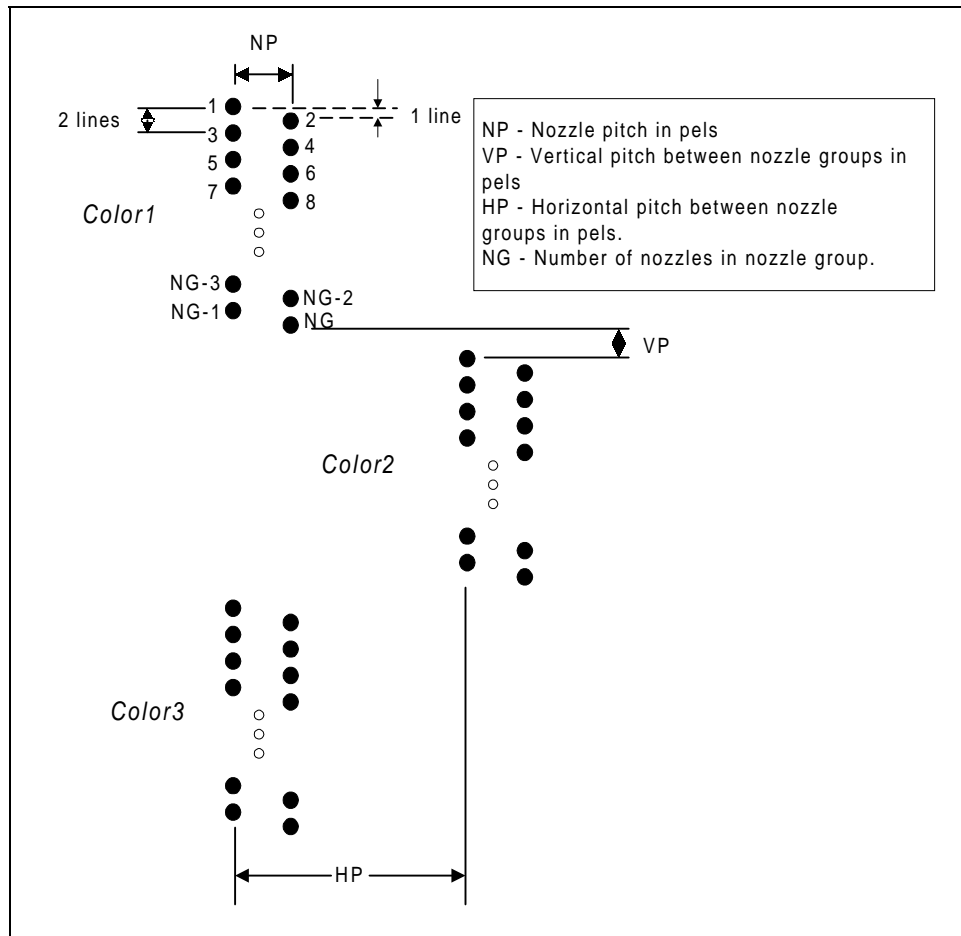 NP
1
2 lines
1 line
2
3
4
5
6
7
8
Color1
NP - Nozzle pitch in pels
VP - Vertical pitch between nozzle groups in
pels
HP - Horizontal pitch between nozzle
groups in pels.
NG - Number of nozzles in nozzle group.
NG-3
NG-2
NG-1
NG
VP
Color2
Color3
HP